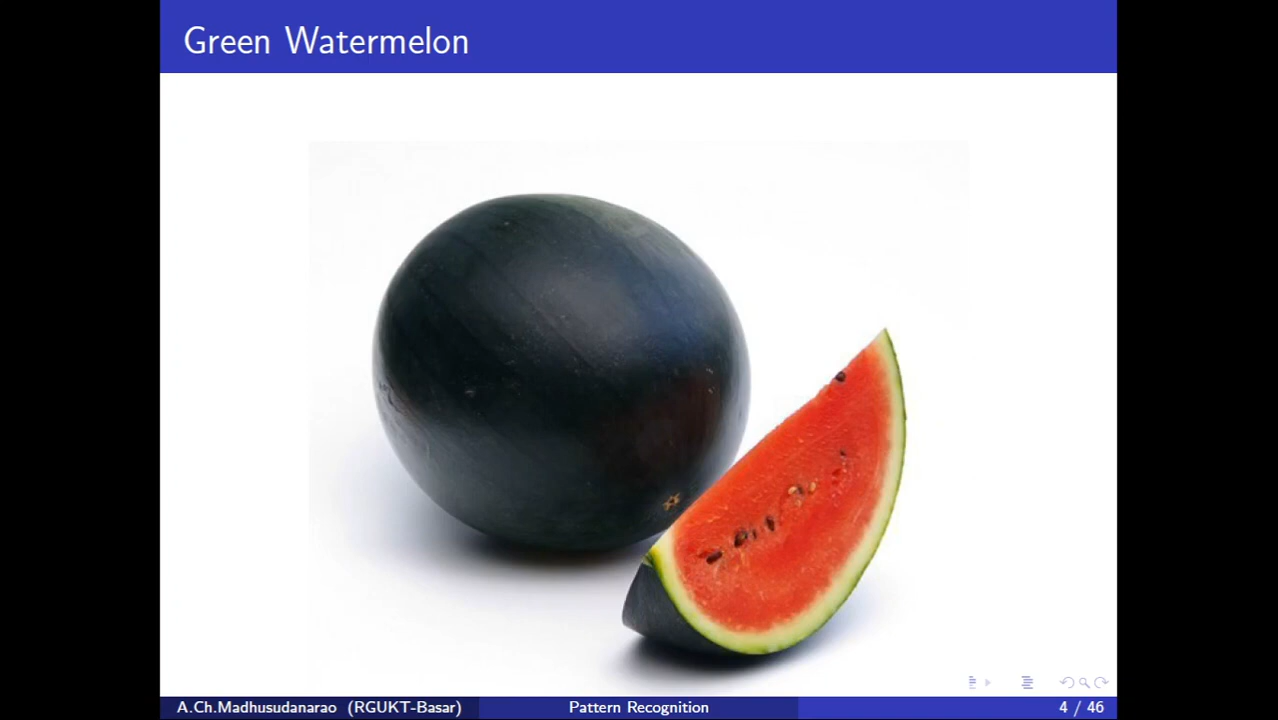 Green Watermelon
A.Ch.Madhusudanarao (RGUKT-Basar) Pattern Recognition 4 / 46